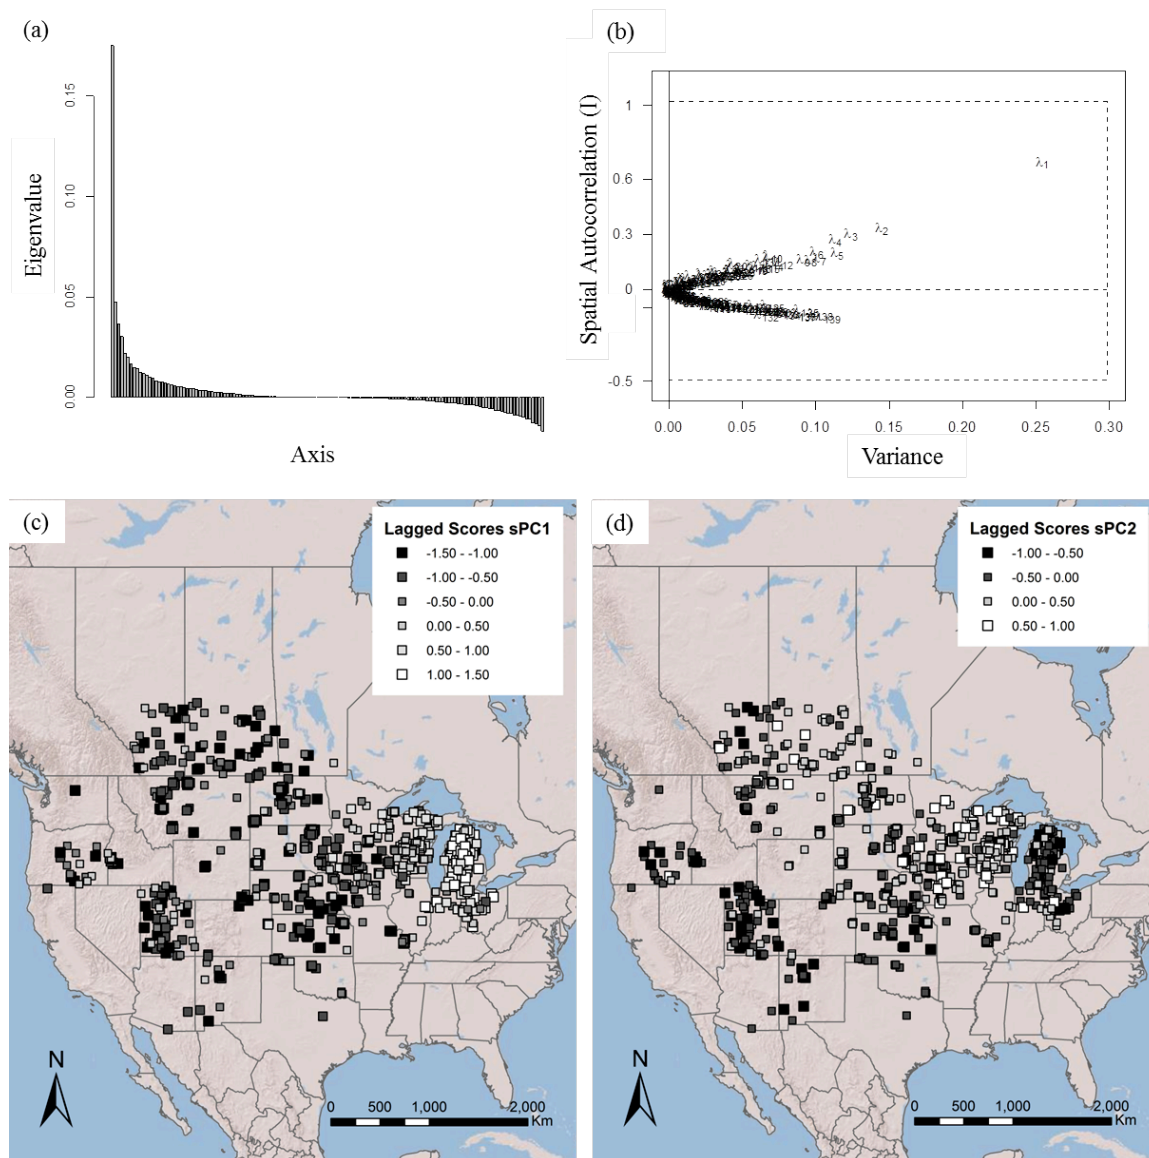 (a)
Eigenvalue
0.15
0.10
0.05
0.00
Axis
(b)
Spatial Autocorrelation (I)
1
0.6
0.3
0
-0.5
λ1
λ2
λ3
λ4
λ5
0.00 0.05 0.10 0.15 0.20 0.25 0.30
Variance
(c)
Lagged Scores sPC1
-1.50 - -1.00
-1.00 - -0.50
-0.50 - 0.00
0.00 - 0.50
0.50 - 1.00
1.00 - 1.50
N
0 500 1,000 2,000
Km
(d)
Lagged Scores sPC2
-1.00 - -0.50
-0.50 - 0.00
0.00 - 0.50
0.50 - 1.00
N
0 500 1,000 2,000
Km